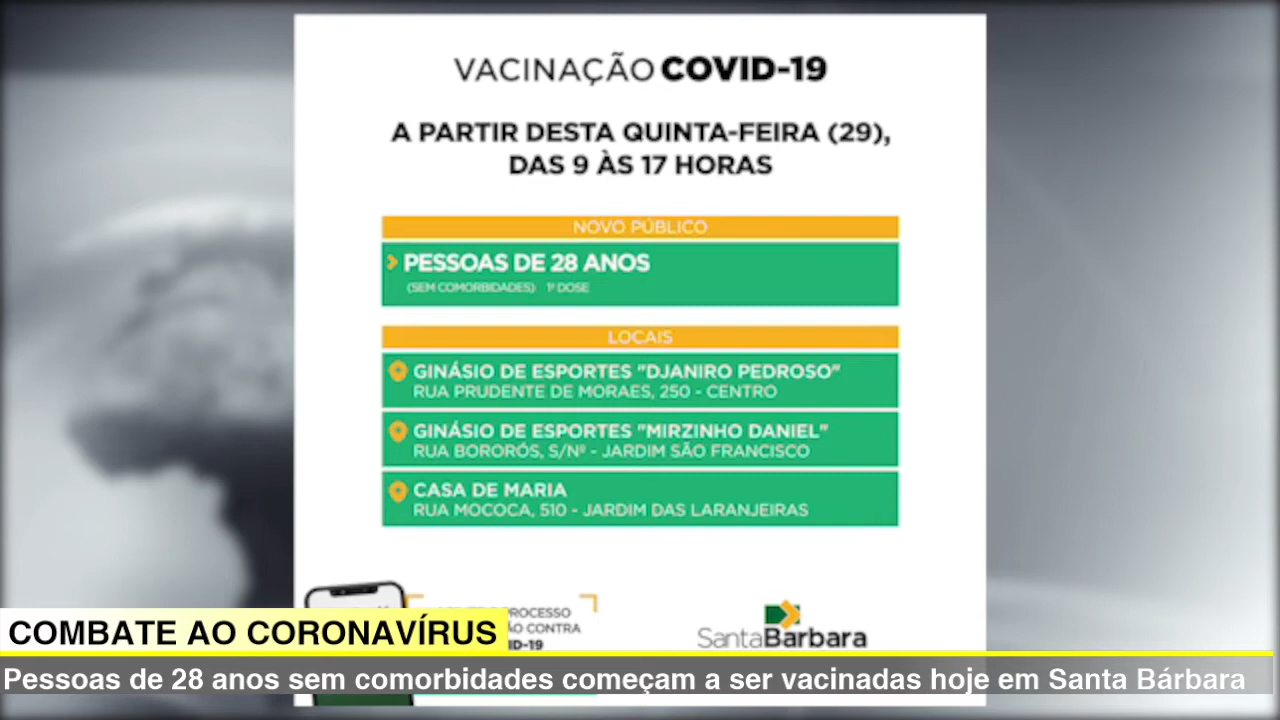 VACINAÇÃO COVID-19
A PARTIR DESTA QUINTA-FEIRA (29),
DAS 9 ÀS 17 HORAS
NOVO PÚBLICO
PESSOAS DE 28 ANOS
(SEM COMORBIDADES) 1ª DOSE
LOCAIS
GINÁSIO DE ESPORTES "DJANIRO PEDROSO"
RUA PRUDENTE DE MORAES, 250 - CENTRO
GINÁSIO DE ESPORTES "MIRZINHO DANIEL"
RUA BORORÓS, S/Nº - JARDIM SÃO FRANCISCO
CASA DE MARIA
RUA MOCOCA, 510 - JARDIM DAS LARANJEIRAS
CONTRA
SantaBárbara
COMBATE AO CORONAVÍRUS
Pessoas de 28 anos sem comorbidades começam a ser vacinadas hoje em Santa Bárbara